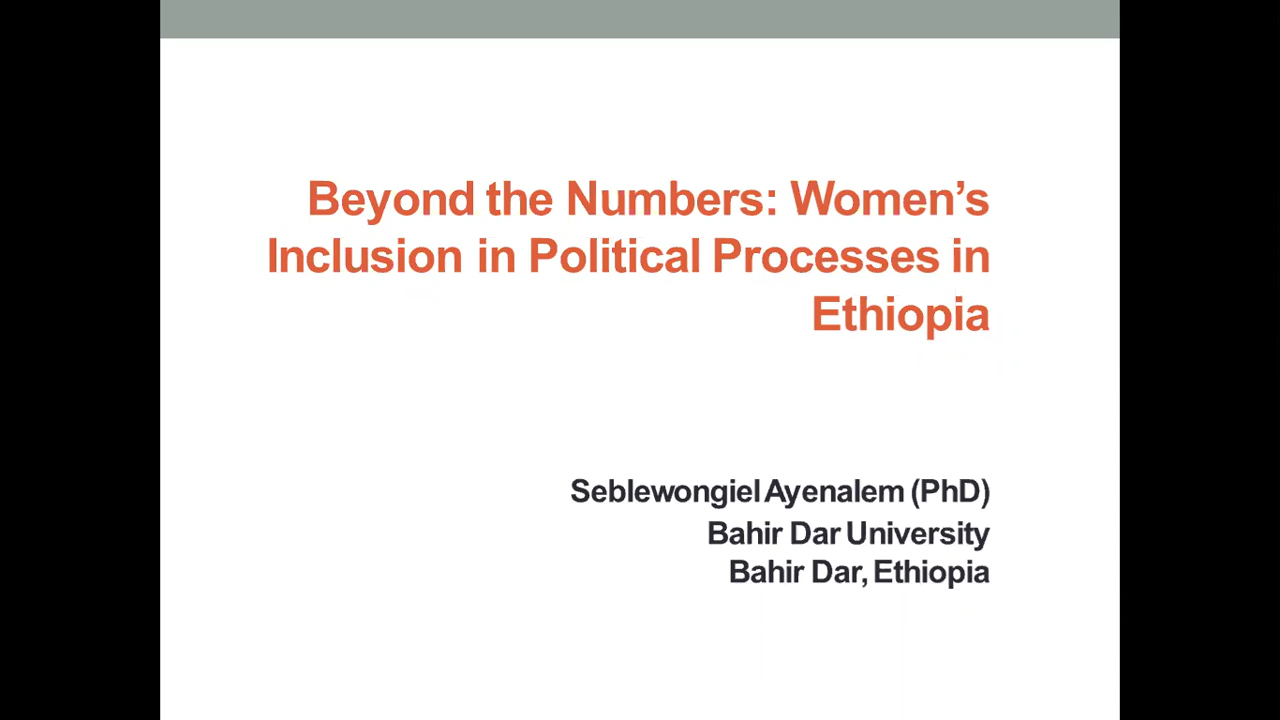 Beyond the Numbers: Women’s
Inclusion in Political Processes in
Ethiopia
Seblewongiel Ayenalem (PhD)
Bahir Dar University
Bahir Dar, Ethiopia